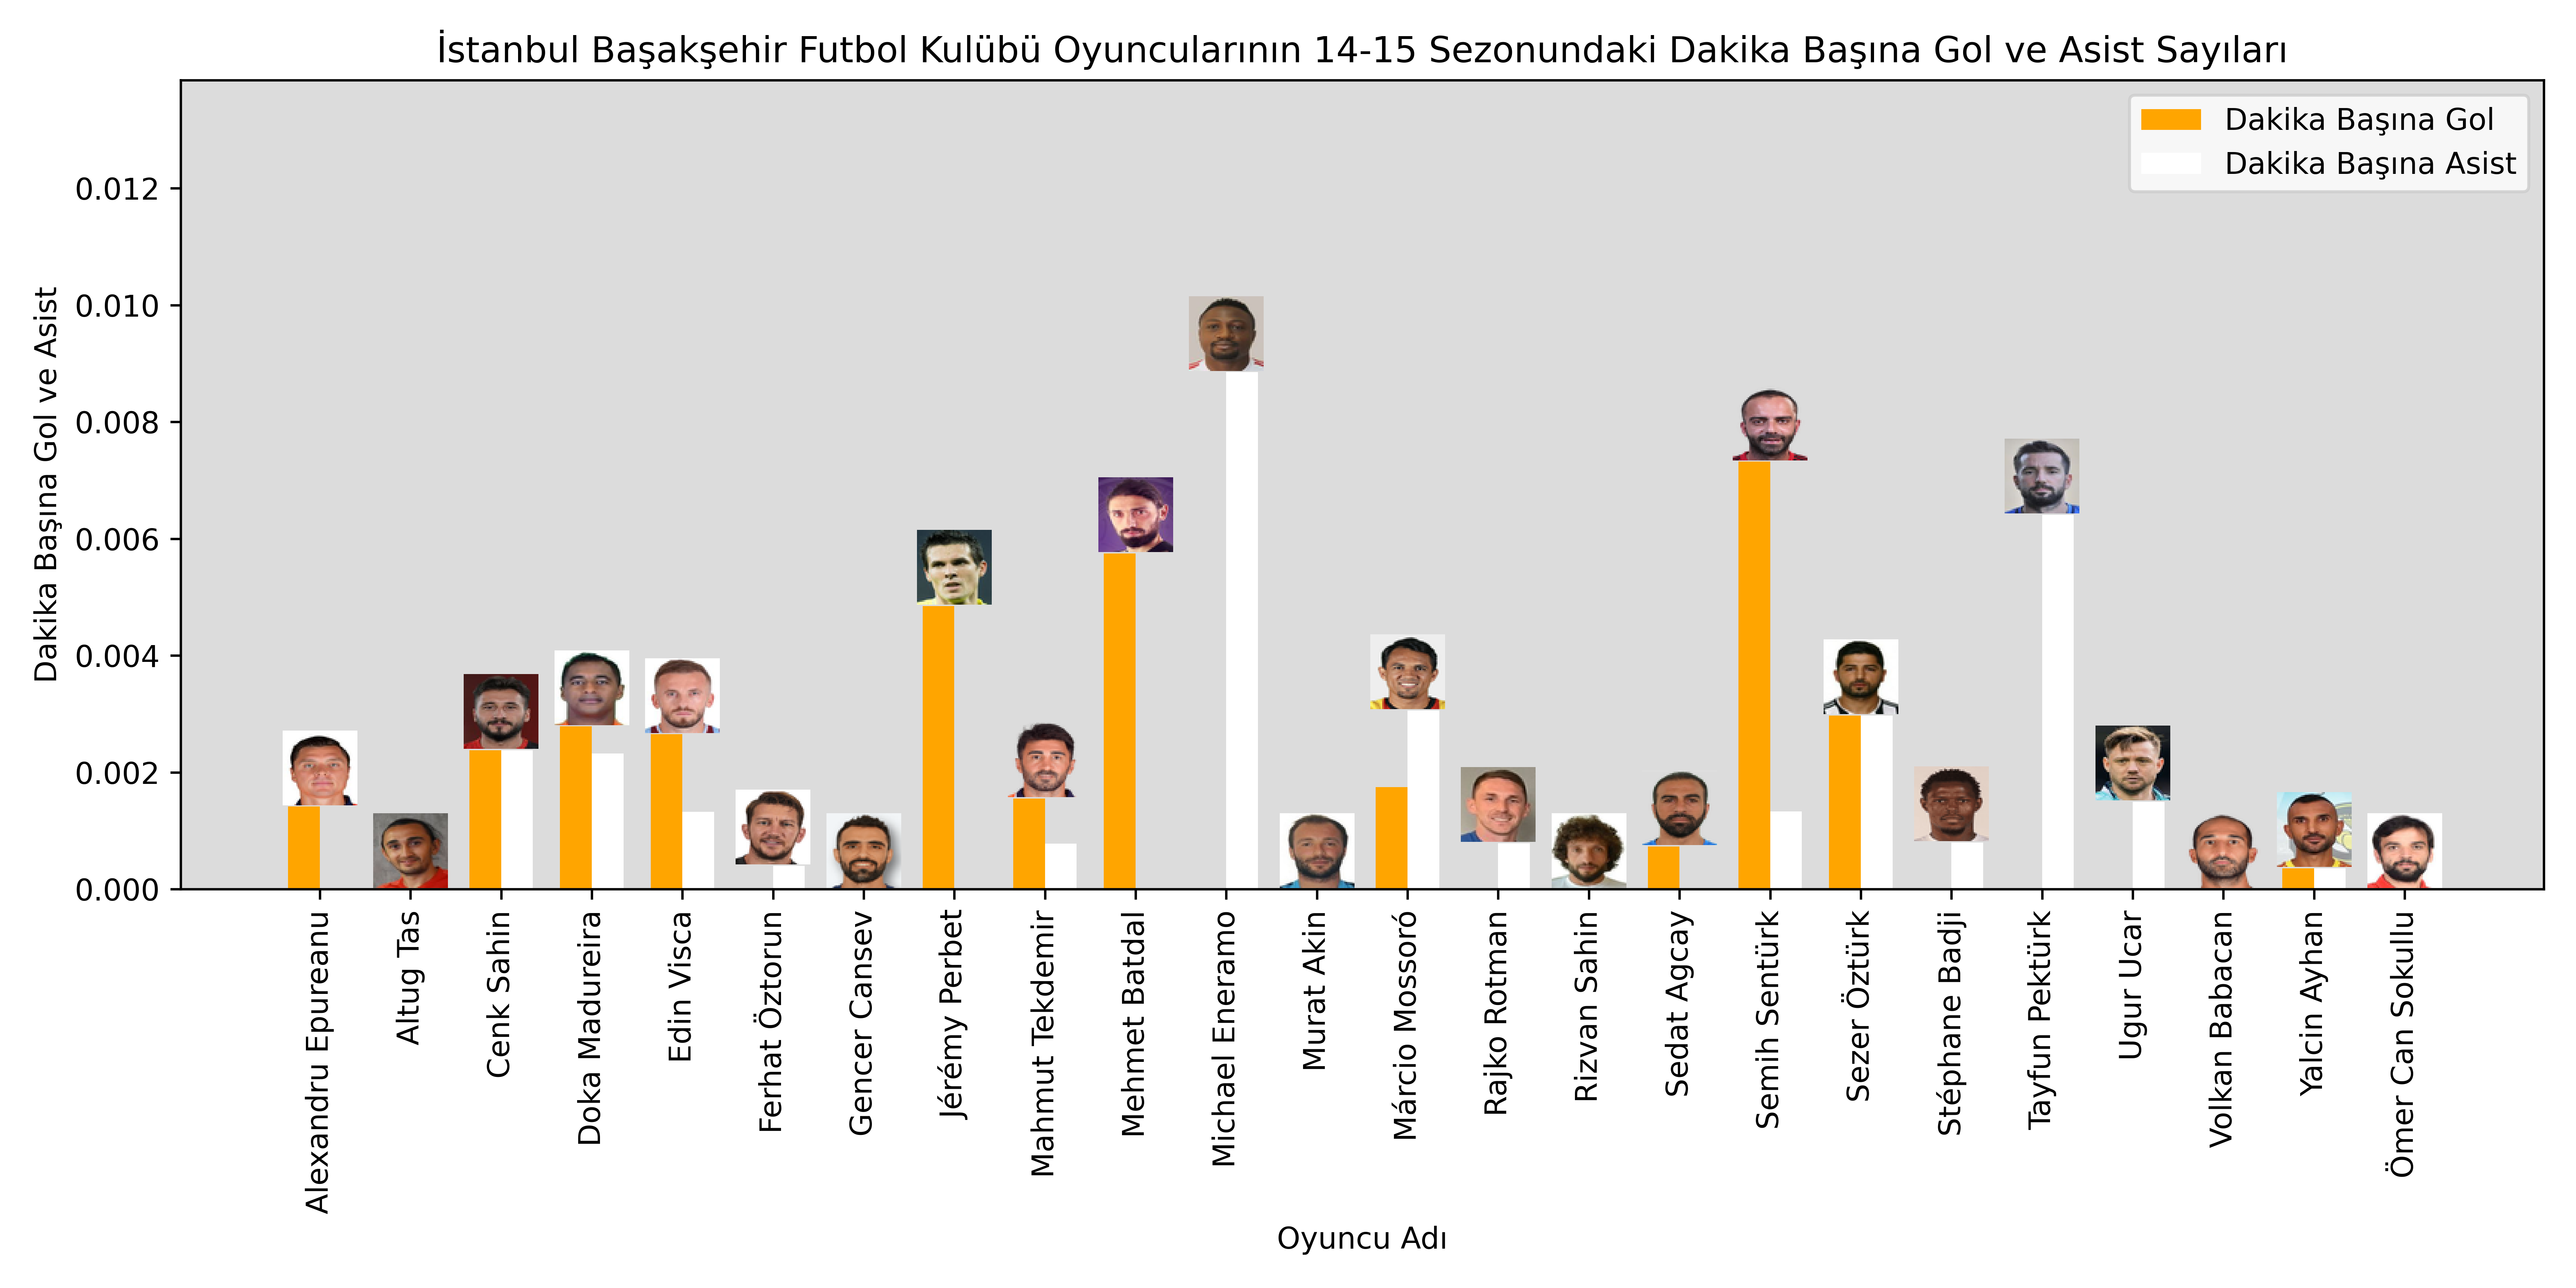 İstanbul Başakşehir Futbol Kulübü Oyuncularının 14-15 Sezonundaki Dakika Başına Gol ve Asist Sayıları
Dakika Başına Gol
Dakika Başına Asist
Dakika Başına Gol ve Asist
0.012
0.010
0.008
0.006
0.004
0.002
0.000
Alexandru Epureanu
Altug Tas
Cenk Sahin
Doka Madureira
Edin Visca
Ferhat Öztorun
Gencer Cansev
Jérémy Perbet
Mahmut Tekdemir
Mehmet Batdal
Michael Eneramo
Murat Akin
Márcio Mossoró
Rajko Rotman
Rizvan Sahin
Sedat Agcay
Semih Sentürk
Sezer Öztürk
Stéphane Badji
Tayfun Pektürk
Ugur Ucar
Volkan Babacan
Yalcin Ayhan
Ömer Can Sokullu
Oyuncu Adı